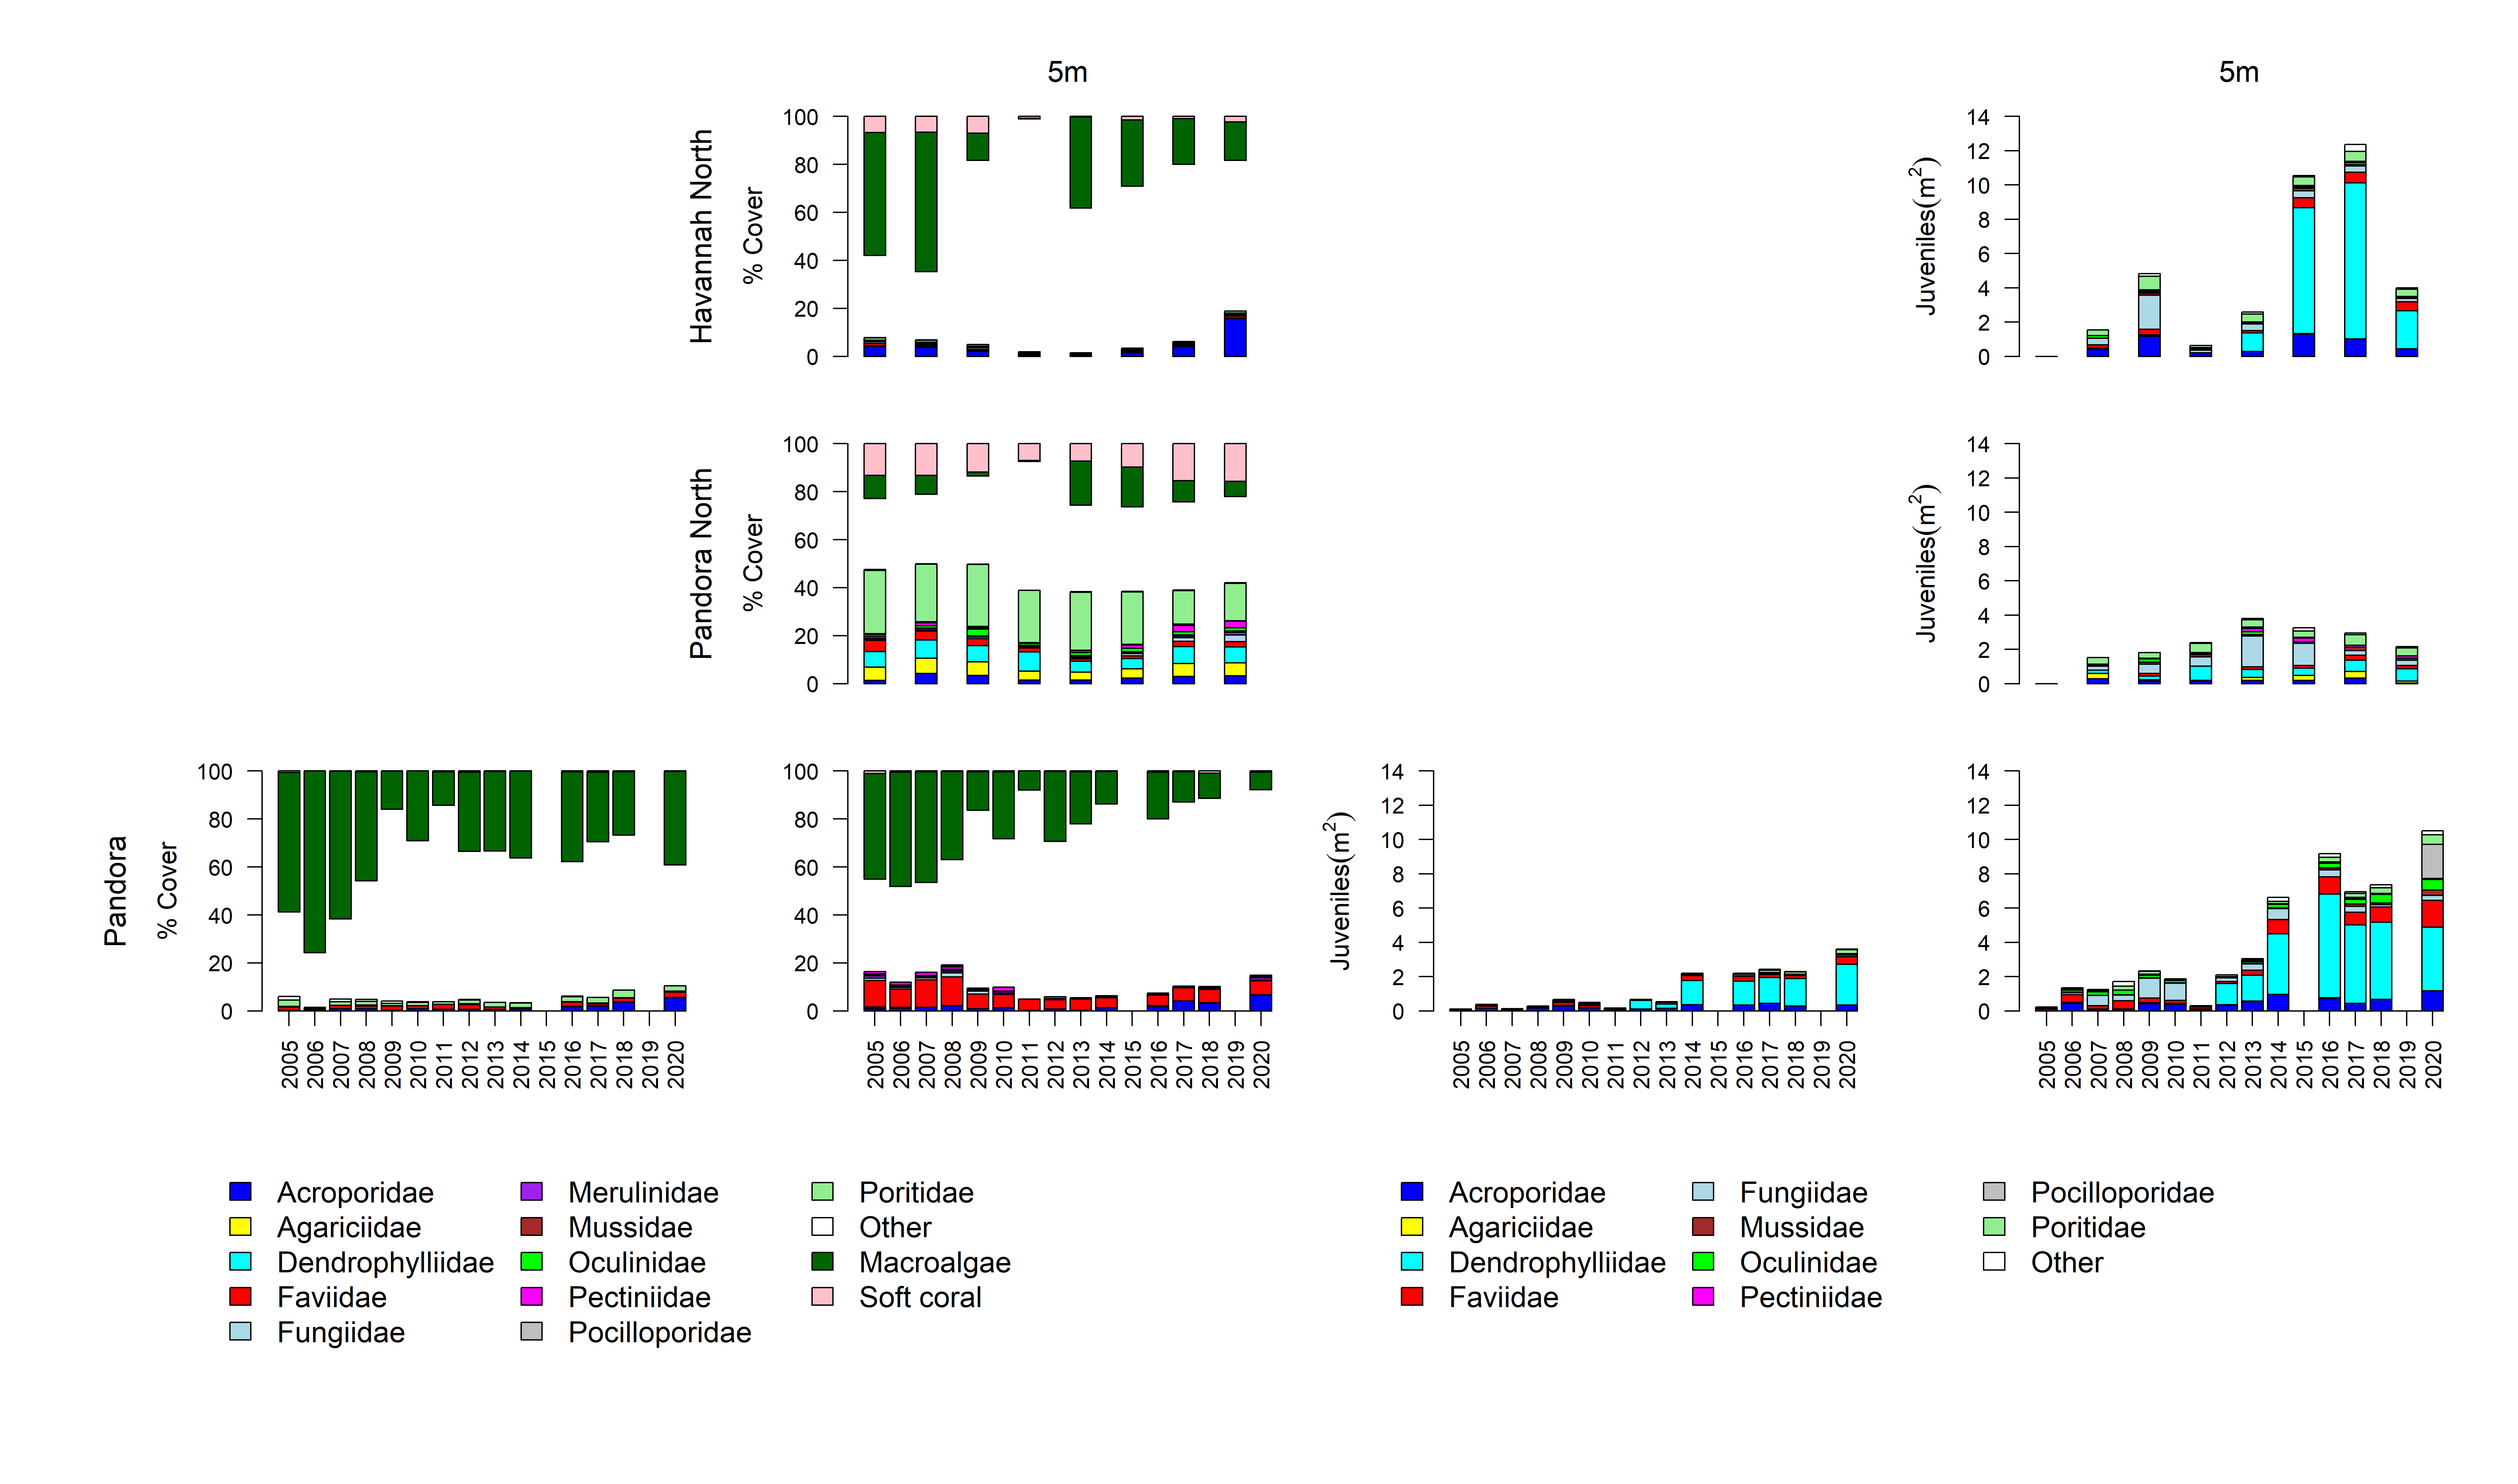 5m
5m
Havannah North
% Cover
100
80
60
40
20
0
Juveniles(m²)
14
12
10
8
6
4
2
0
Pandora North
% Cover
100
80
60
40
20
0
Juveniles(m²)
14
12
10
8
6
4
2
0
Pandora
% Cover
100
80
60
40
20
0
2005 2006 2007 2008 2009 2010 2011 2012 2013 2014 2015 2016 2017 2018 2019 2020
100
80
60
40
20
0
2005 2006 2007 2008 2009 2010 2011 2012 2013 2014 2015 2016 2017 2018 2019 2020
Juveniles(m²)
14
12
10
8
6
4
2
0
2005 2006 2007 2008 2009 2010 2011 2012 2013 2014 2015 2016 2017 2018 2019 2020
14
12
10
8
6
4
2
0
2005 2006 2007 2008 2009 2010 2011 2012 2013 2014 2015 2016 2017 2018 2019 2020
Acroporidae
Agariciidae
Dendrophylliidae
Faviidae
Fungiidae
Merulinidae
Mussidae
Oculinidae
Pectiniidae
Pocilloporidae
Poritidae
Other
Macroalgae
Soft coral
Acroporidae
Agariciidae
Dendrophylliidae
Faviidae
Fungiidae
Mussidae
Oculinidae
Pectiniidae
Pocilloporidae
Poritidae
Other